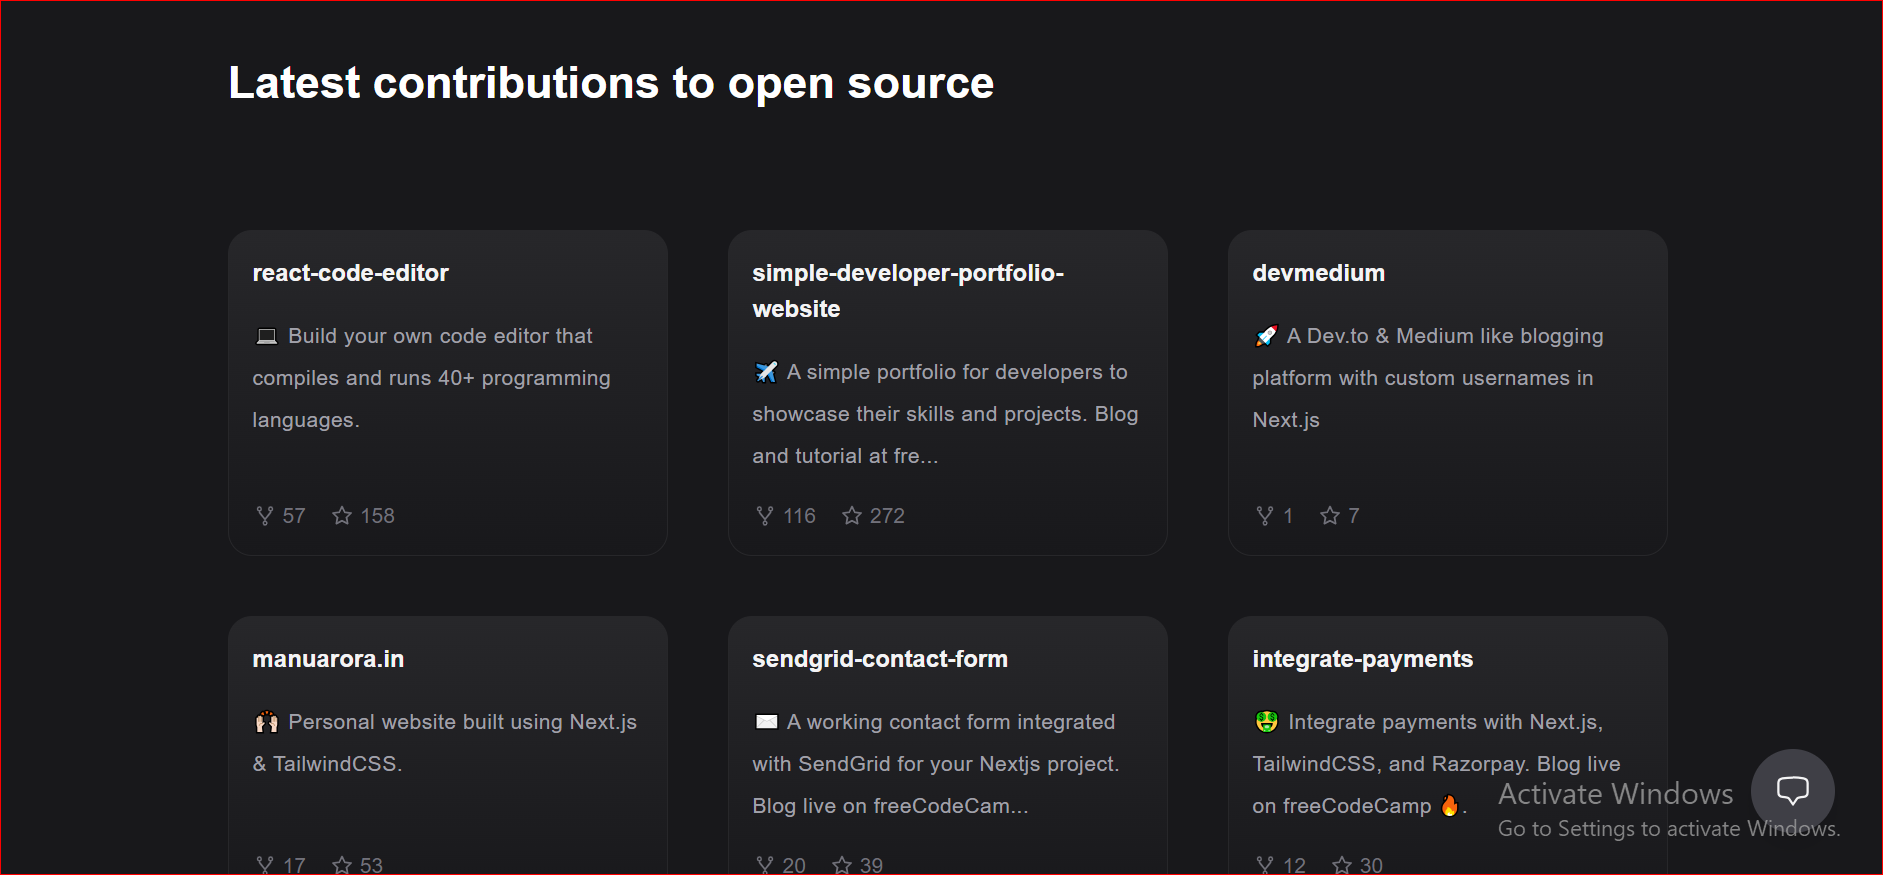 Latest contributions to open source
react-code-editor
💻 Build your own code editor that
compiles and runs 40+ programming
languages.
57 158
simple-developer-portfolio-
website
✈️ A simple portfolio for developers to
showcase their skills and projects. Blog
and tutorial at fre...
116 272
devmedium
🚀 A Dev.to & Medium like blogging
platform with custom usernames in
Next.js
1 7
manuarora.in
🙌🏻 Personal website built using Next.js
& TailwindCSS.
17 53
sendgrid-contact-form
✉️ A working contact form integrated
with SendGrid for your Nextjs project.
Blog live on freeCodeCam...
20 39
integrate-payments
🤑 Integrate payments with Next.js,
TailwindCSS, and Razorpay. Blog live
on freeCodeCamp 🔥.
12 30
Activate Windows
Go to Settings to activate Windows.